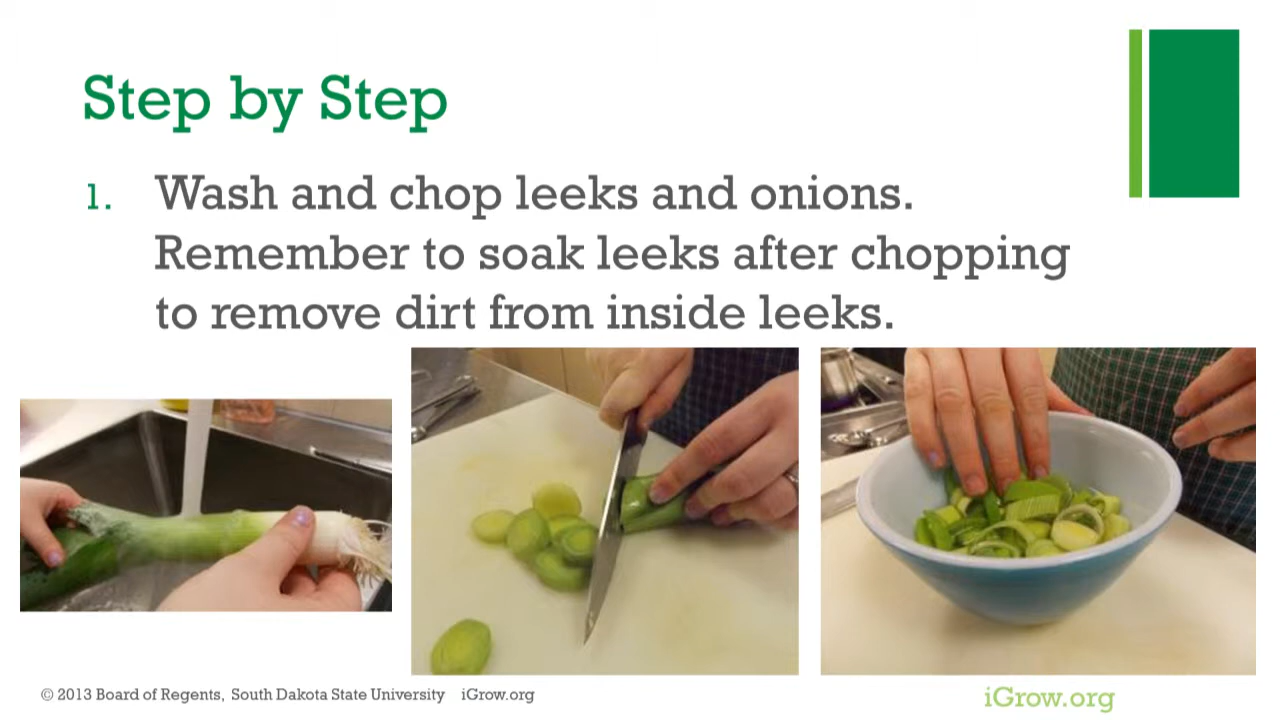 Step by Step
1. Wash and chop leeks and onions.
Remember to soak leeks after chopping
to remove dirt from inside leeks.
© 2013 Board of Regents, South Dakota State University iGrow.org
iGrow.org